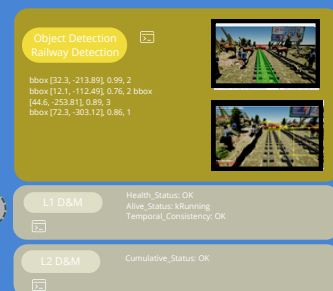 Object Detection
Railway Detection
bbox [32.3, -213.89], 0.99, 2
bbox [12.1, -112.49], 0.76, 2 bbox
[44.6, -253.81], 0.89, 3
bbox [72.3, -303.12], 0.86, 1
L1 D&M
Health_Status: OK
Alive_Status: kRunning
Temporal_Consistency: OK
L2 D&M
Cumulative_Status: OK